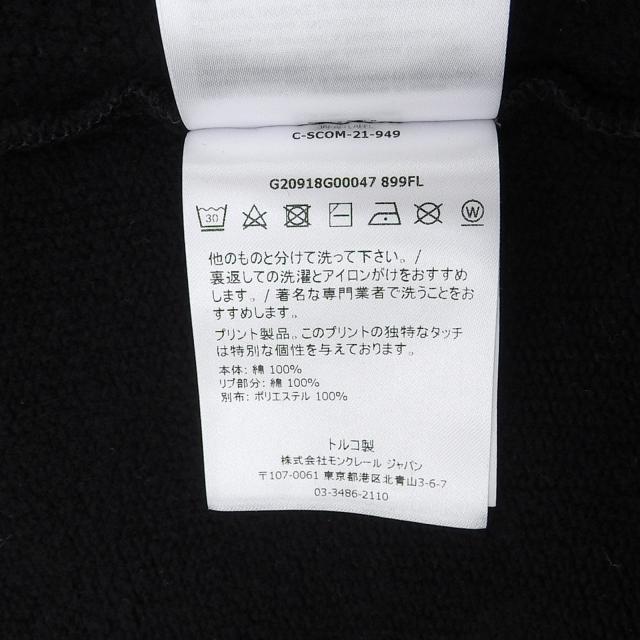 C-SCOM-21-949
G20918G00047 899FL
30
W
他のものと分けて洗って下さい。/
裏返しての洗濯とアイロンがけをおすすめ
します。/ 著名な専門業者で洗うことをお
すすめします。
プリント製品。このプリントの独特なタッチ
は特別な個性を与えております。
本体: 綿 100%
リブ部分: 綿 100%
別布: ポリエステル 100%
トルコ製
株式会社モンクレール ジャパン
〒107-0061 東京都港区北青山3-6-7
03-3486-2110